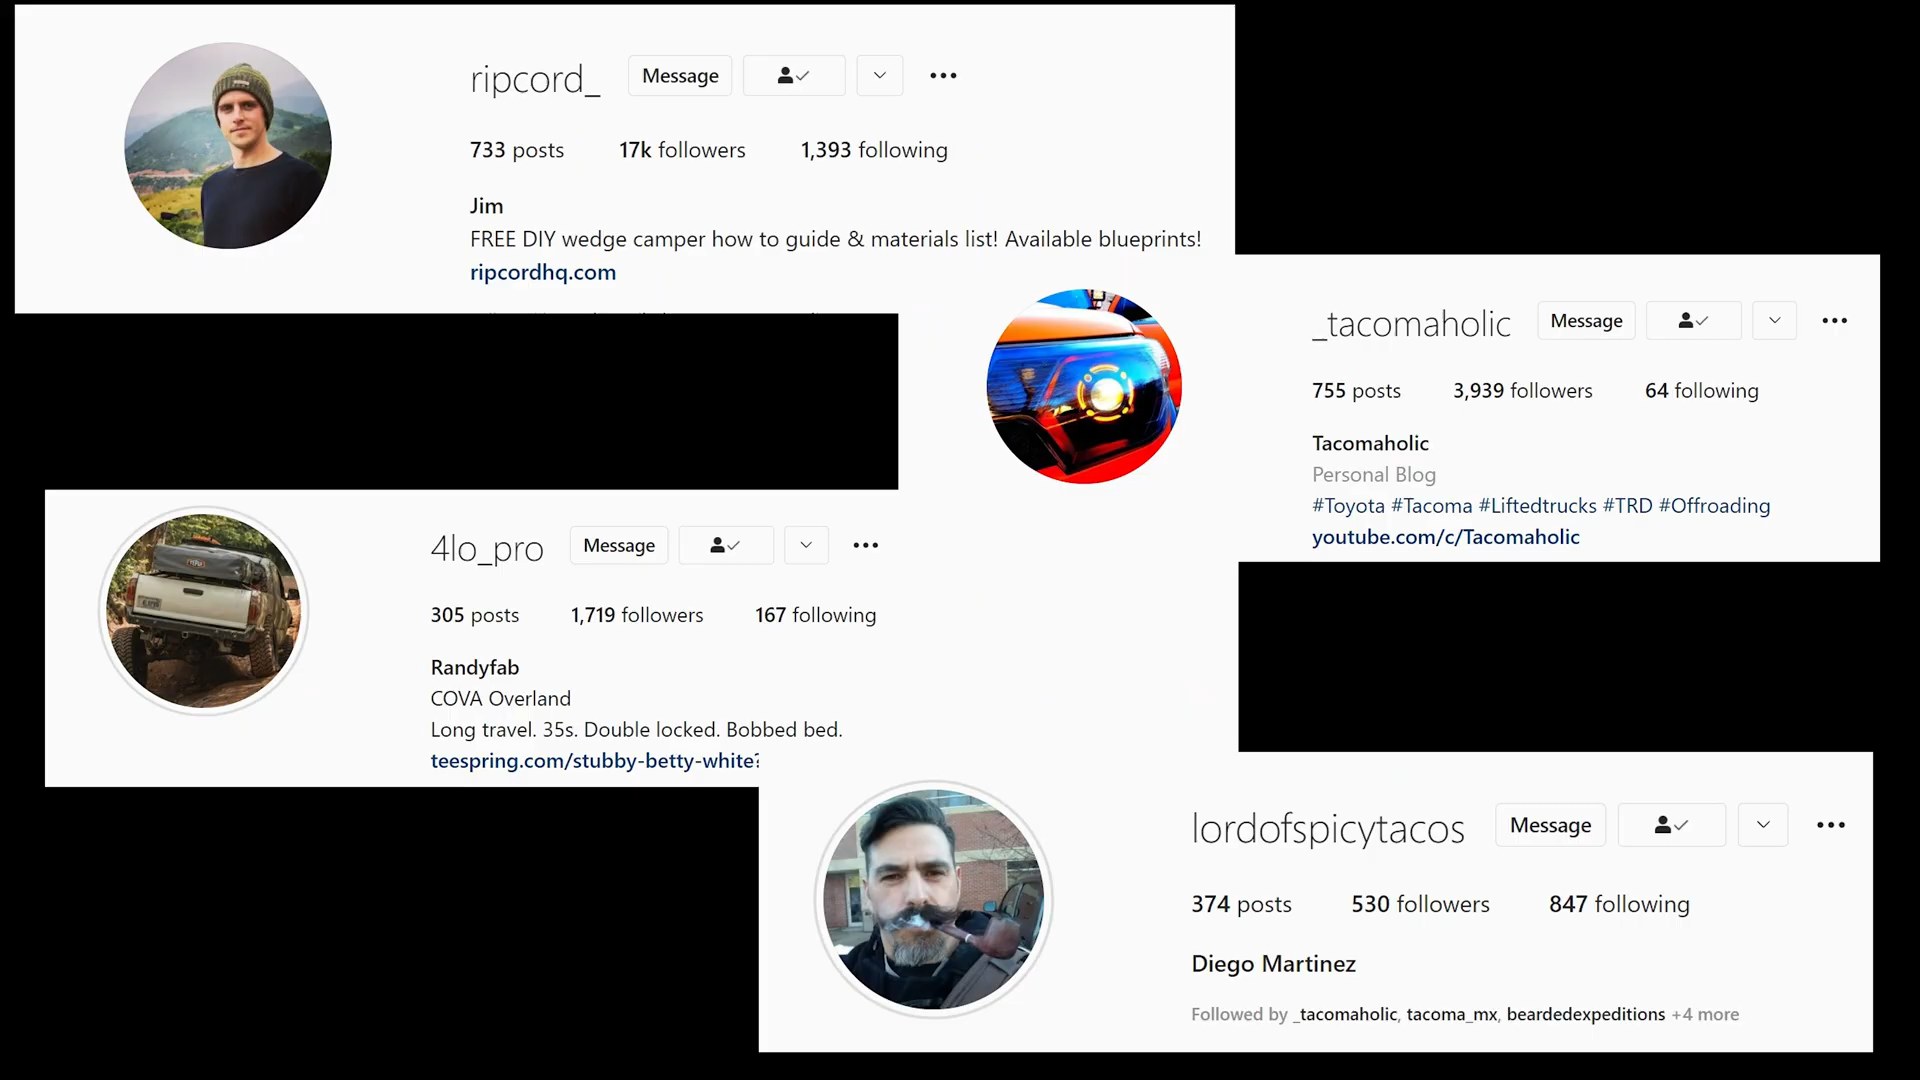 ripcord_ Message
733 posts 17k followers 1,393 following
Jim
FREE DIY wedge camper how to guide & materials list! Available blueprints!
ripcordhq.com
_tacomaholic Message
755 posts 3,939 followers 64 following
Tacomaholic
Personal Blog
#Toyota #Tacoma #Liftedtrucks #TRD #Offroading
youtube.com/c/Tacomaholic
4lo_pro Message
305 posts 1,719 followers 167 following
Randyfab
COVA Overland
Long travel. 35s. Double locked. Bobbed bed.
teespring.com/stubby-betty-white?
lordofspicytacos Message
374 posts 530 followers 847 following
Diego Martinez
Followed by _tacomaholic, tacoma_mx, beardedexpeditions +4 more